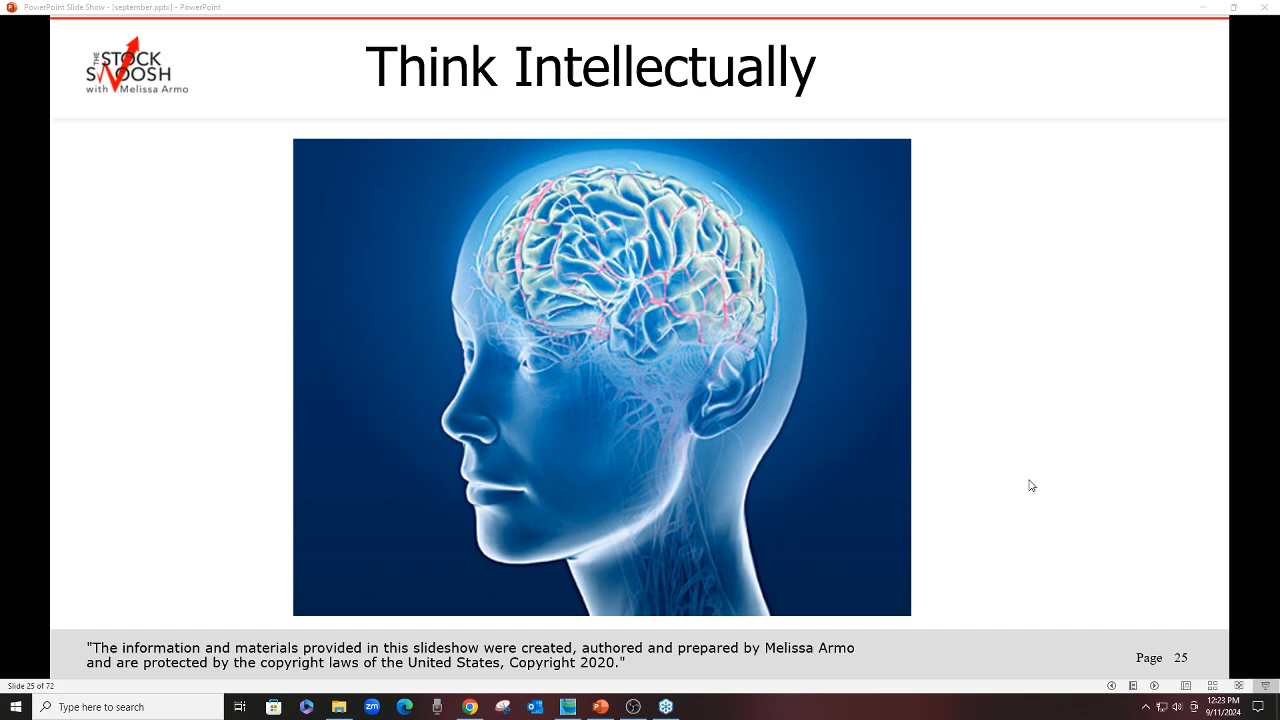 PowerPoint Slide Show - [september.pptx] - PowerPoint
THE STOCK
SWOOSH
with Melissa Armo
Think Intellectually
"The information and materials provided in this slideshow were created, authored and prepared by Melissa Armo
and are protected by the copyright laws of the United States, Copyright 2020."
Page 25
Slide 25 of 72
Type here to search
zm
12:23 PM
9/11/2024